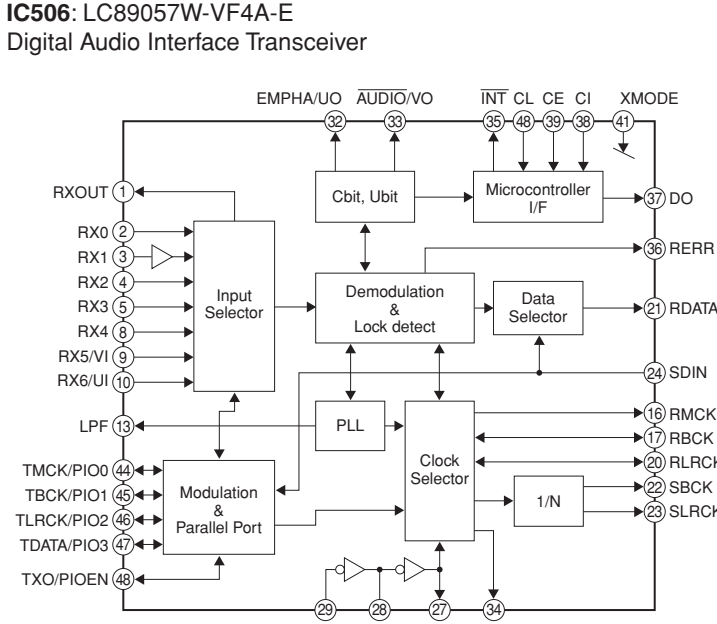 IC506: LC89057W-VF4A-E
Digital Audio Interface Transceiver
EMPHA/UO AUDIO/VO INT CL CE CI XMODE
32 33 35 48 39 38 41
RXOUT 1
Cbit, Ubit
Microcontroller
I/F
37 DO
RX0 2
RX1 3
RX2 4
RX3 5
RX4 8
RX5/VI 9
RX6/UI 10
Input
Selector
36 RERR
Demodulation
&
Lock detect
Data
Selector
21 RDATA
24 SDIN
LPF 13
PLL
16 RMCK
17 RBCK
20 RLRCK
22 SBCK
23 SLRCK
Clock
Selector
1/N
TMCK/PIO0 44
TBCK/PIO1 45
TLRCK/PIO2 46
TDATA/PIO3 47
TXO/PIOEN 48
Modulation
&
Parallel Port
29 28 27 34